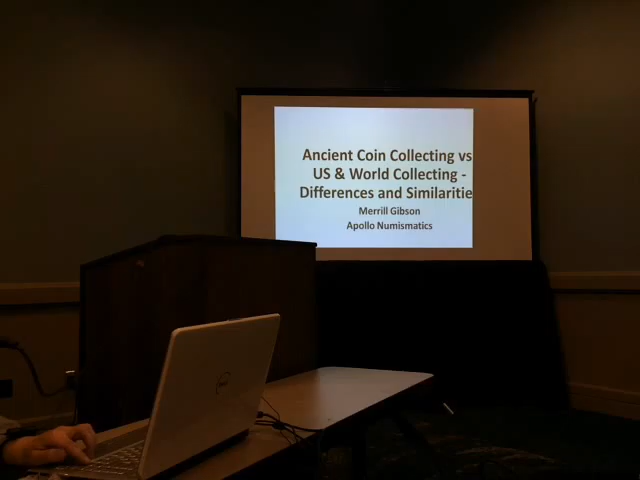 Ancient Coin Collecting vs
US & World Collecting -
Differences and Similaritie
Merrill Gibson
Apollo Numismatics